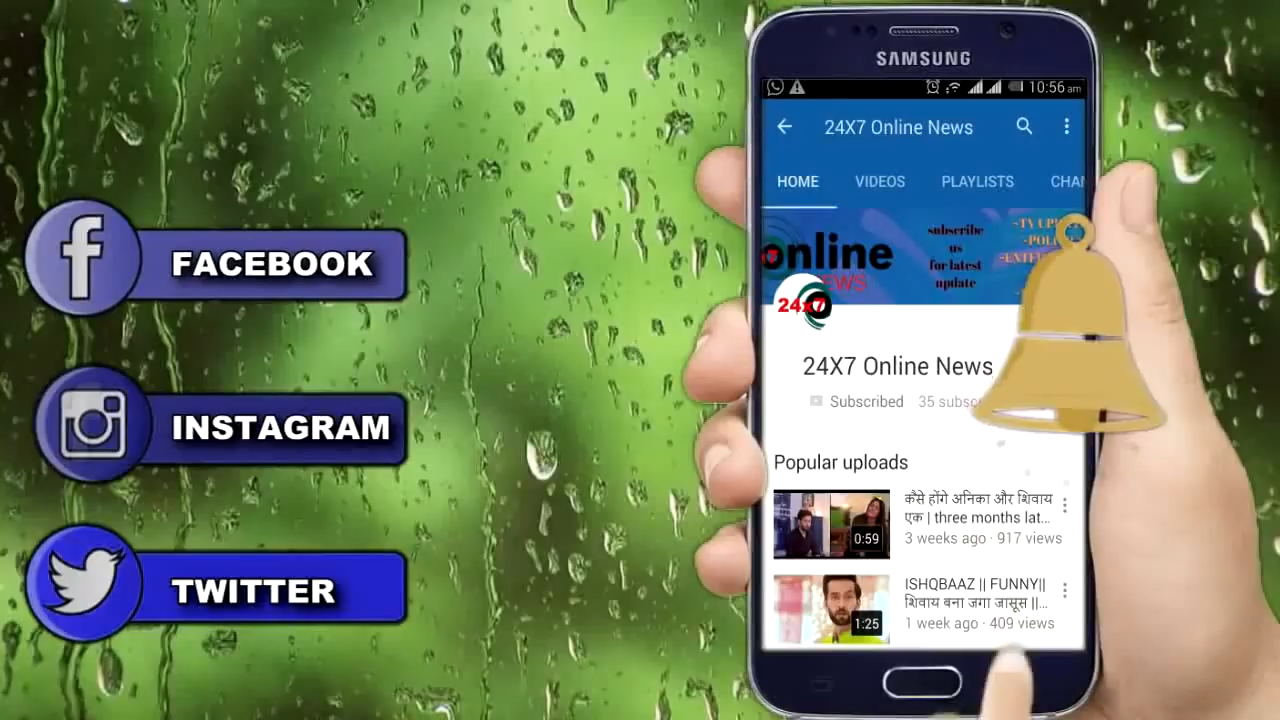 FACEBOOK
INSTAGRAM
TWITTER
SAMSUNG
10:56 am
24X7 Online News
HOME VIDEOS PLAYLISTS CHAN
online
NEWS
subscribe
us
for latest
update
24x7
24X7 Online News
Subscribed 35
Popular uploads
0:59
कैसे होंगे अनिका और शिवाय
एक | three months lat...
3 weeks ago · 917 views
1:25
ISHQBAAZ || FUNNY||
शिवाय बना जगा जासूस ||...
1 week ago · 409 views